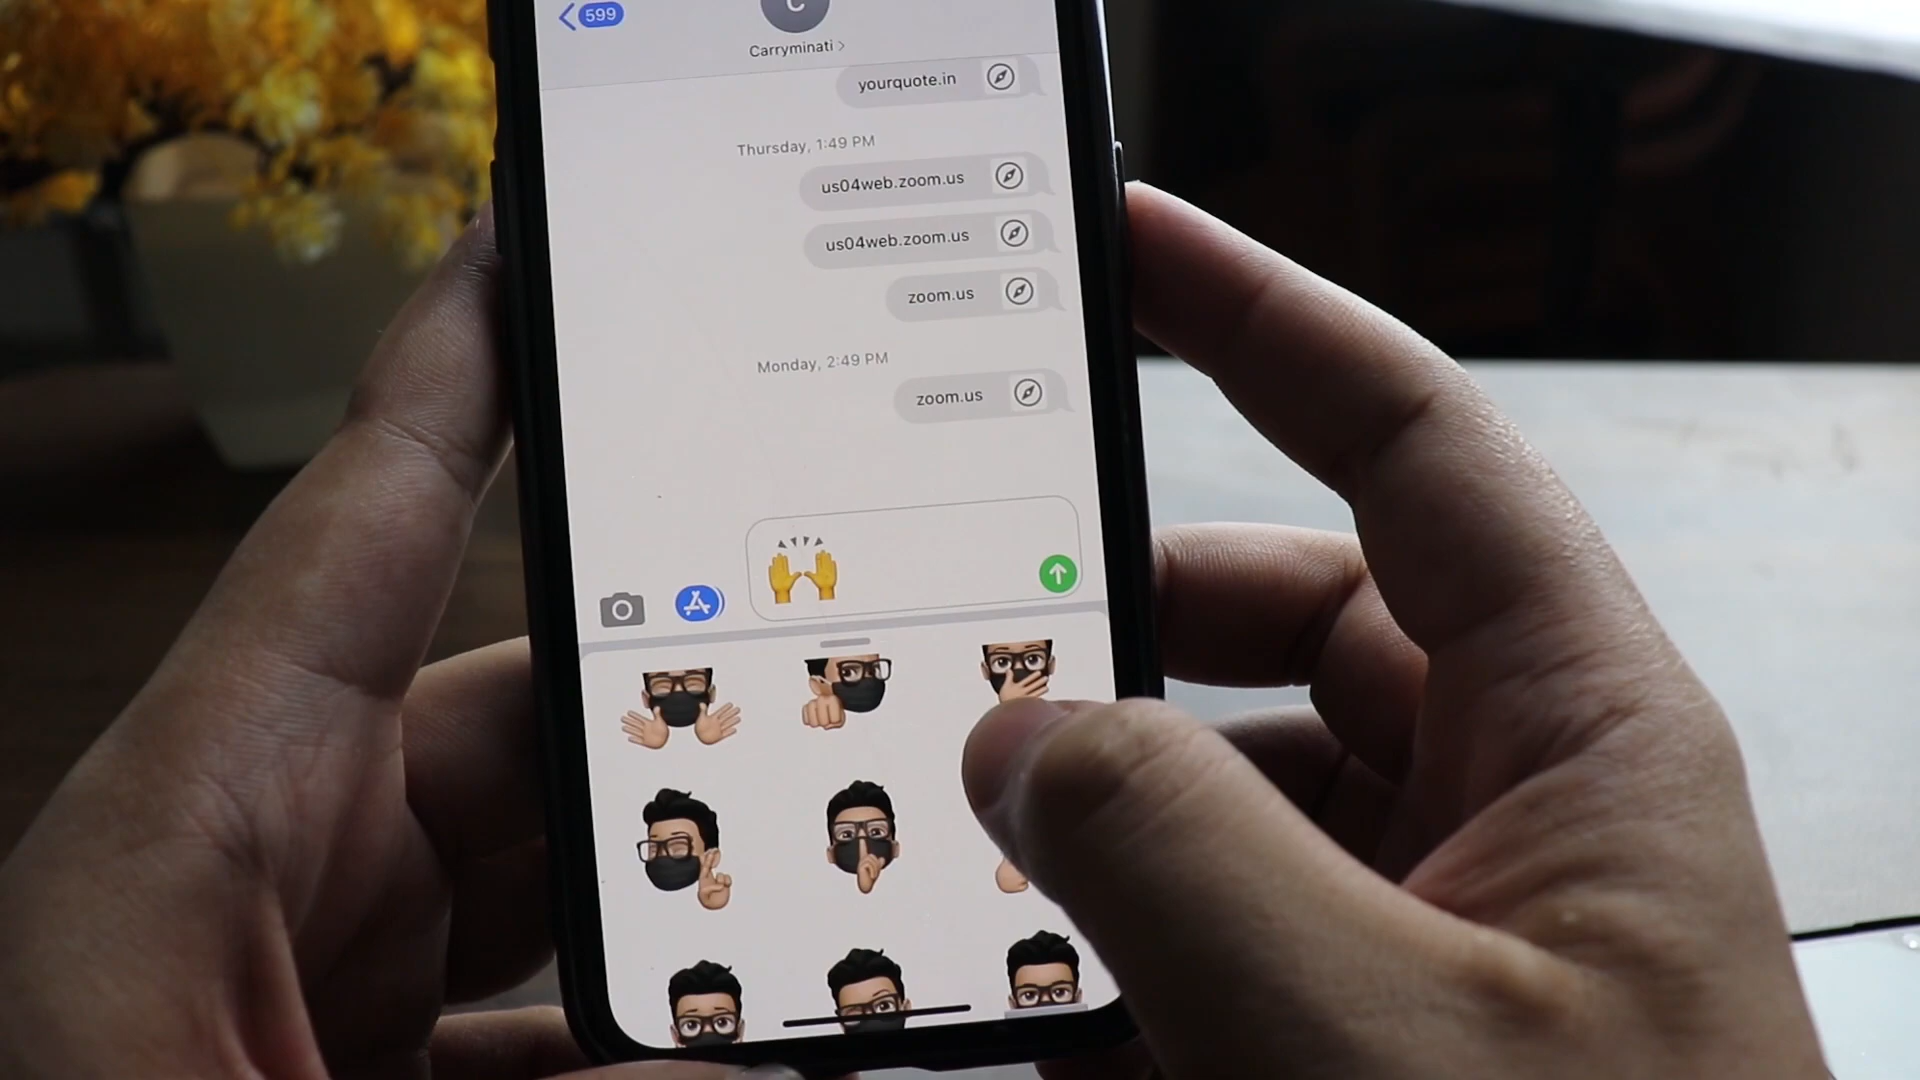 599
Carryminati
yourquote.in
Thursday, 1:49 PM
us04web.zoom.us
us04web.zoom.us
zoom.us
Monday, 2:49 PM
zoom.us